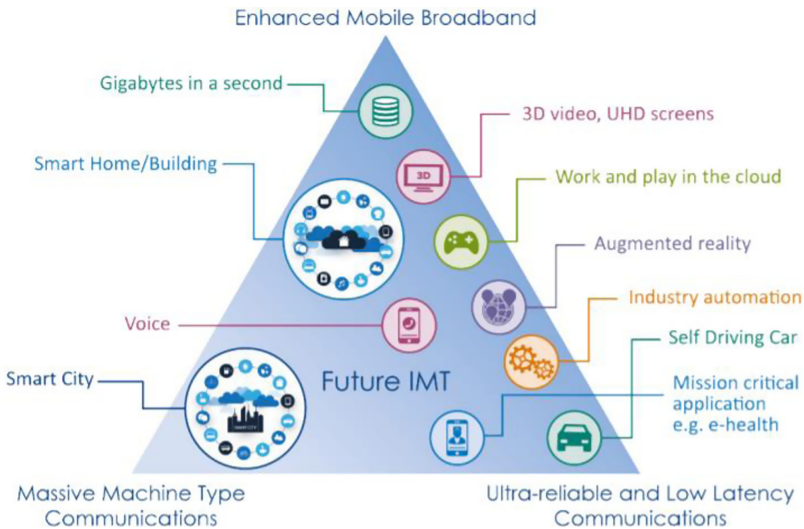 Enhanced Mobile Broadband
Gigabytes in a second
3D video, UHD screens
Smart Home/Building
3D
Work and play in the cloud
Augmented reality
Industry automation
Voice
Self Driving Car
Smart City
Future IMT
Mission critical
application
e.g. e-health
Massive Machine Type
Communications
Ultra-reliable and Low Latency
Communications